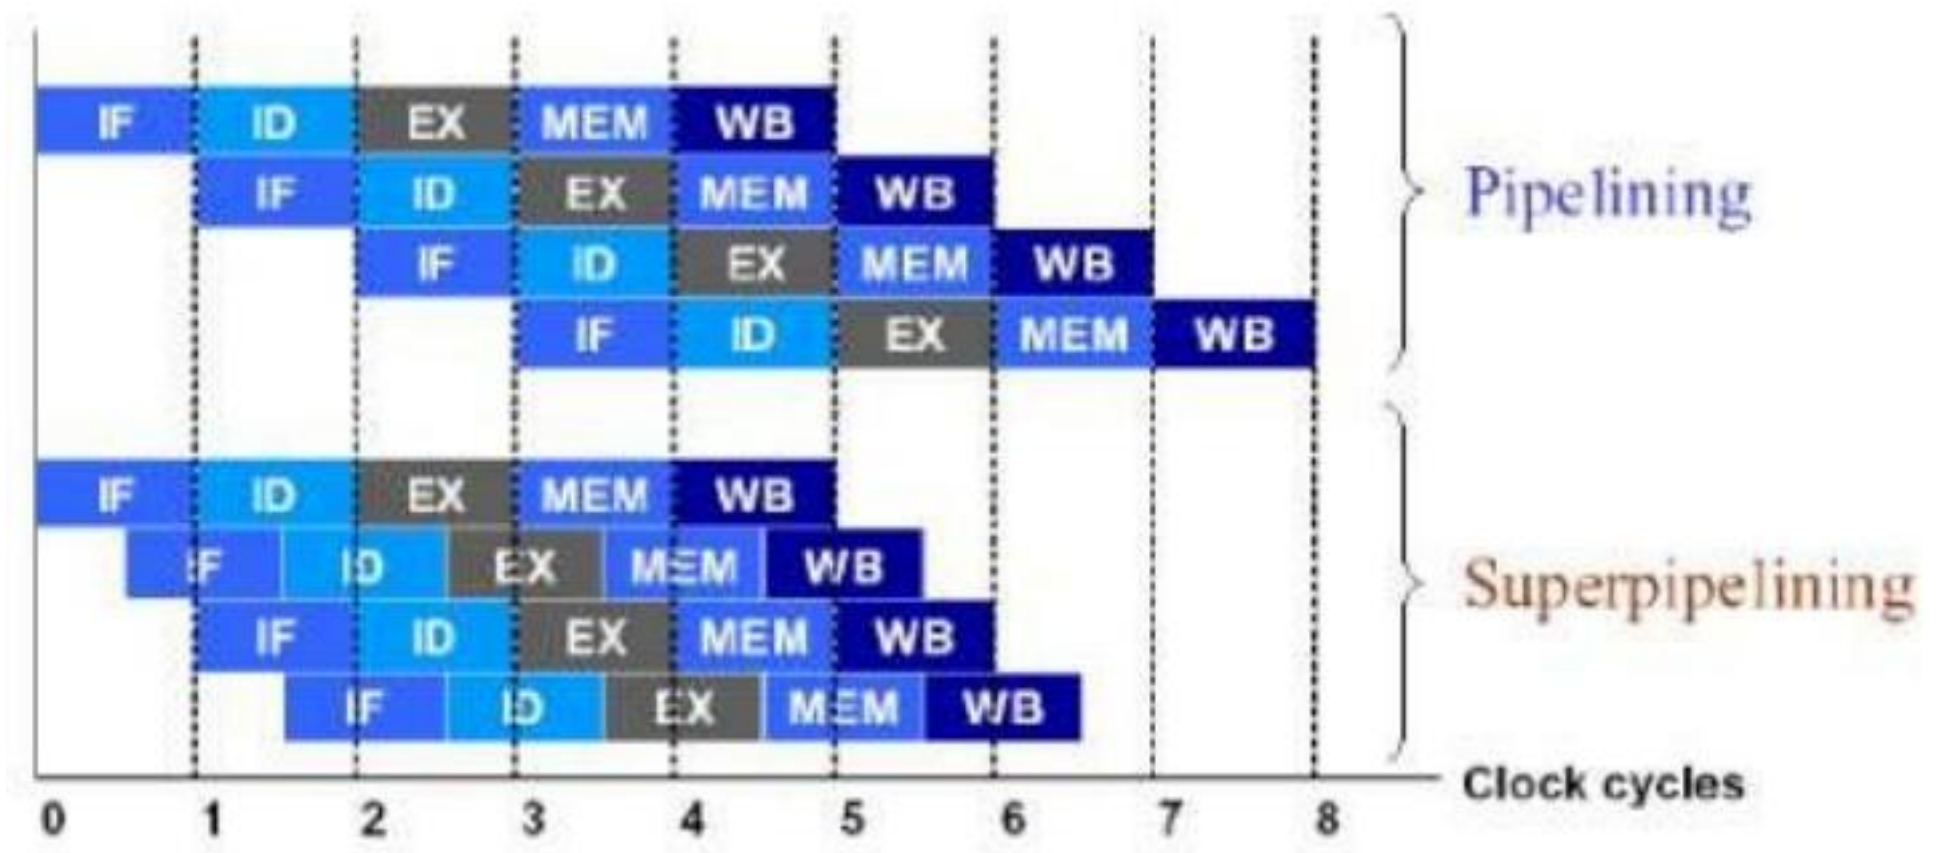 IF ID EX MEM WB
IF ID EX MEM WB
IF ID EX MEM WB
IF ID EX MEM WB
Pipelining
IF ID EX MEM WB
IF ID EX MEM WB
IF ID EX MEM WB
IF ID EX MEM WB
Superpipelining
Clock cycles
0 1 2 3 4 5 6 7 8